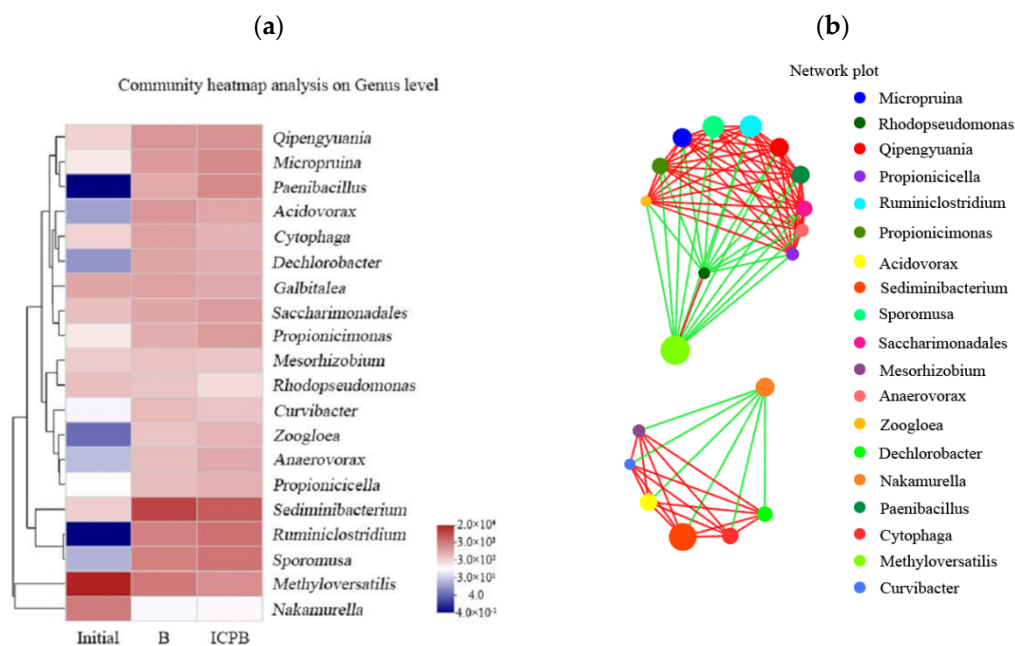 (a)
Community heatmap analysis on Genus level
Qipengyuania
Micropruina
Paenibacillus
Acidovorax
Cytophaga
Dechlorobacter
Galbitalea
Saccharimonadales
Propionicimonas
Mesorhizobium
Rhodopseudomonas
Curvibacter
Zoogloea
Anaerovorax
Propionicicella
Sediminibacterium
Ruminiclostridium
Sporomusa
Methyloversatilis
Nakamurella
Initial B ICPB
2.0×10⁴
3.0×10³
3.0×10¹
4.0
4.0×10⁻¹
(b)
Network plot
Micropruina
Rhodopseudomonas
Qipengyuania
Propionicicella
Ruminiclostridium
Propionicimonas
Acidovorax
Sediminibacterium
Sporomusa
Saccharimonadales
Mesorhizobium
Anaerovorax
Zoogloea
Dechlorobacter
Nakamurella
Paenibacillus
Cytophaga
Methyloversatilis
Curvibacter